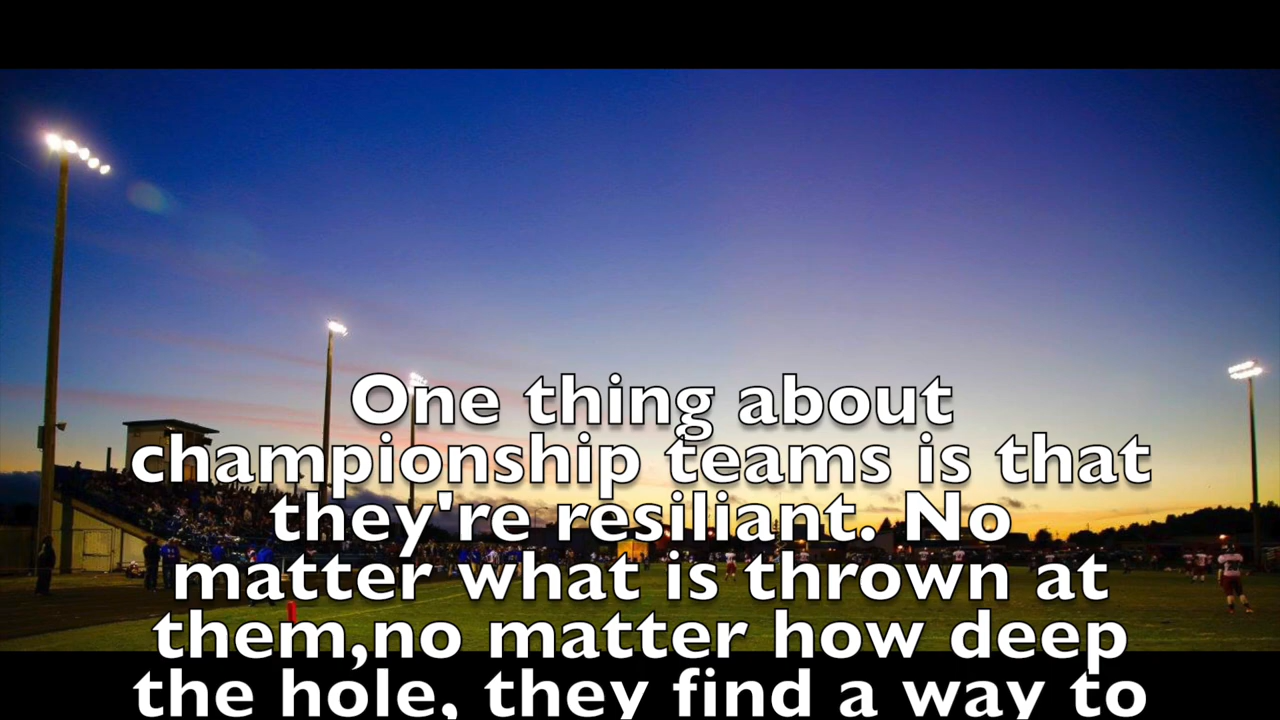 One thing about
championship teams is that
they're resiliant. No
matter what is thrown at
them,no matter how deep
the hole, they find a way to